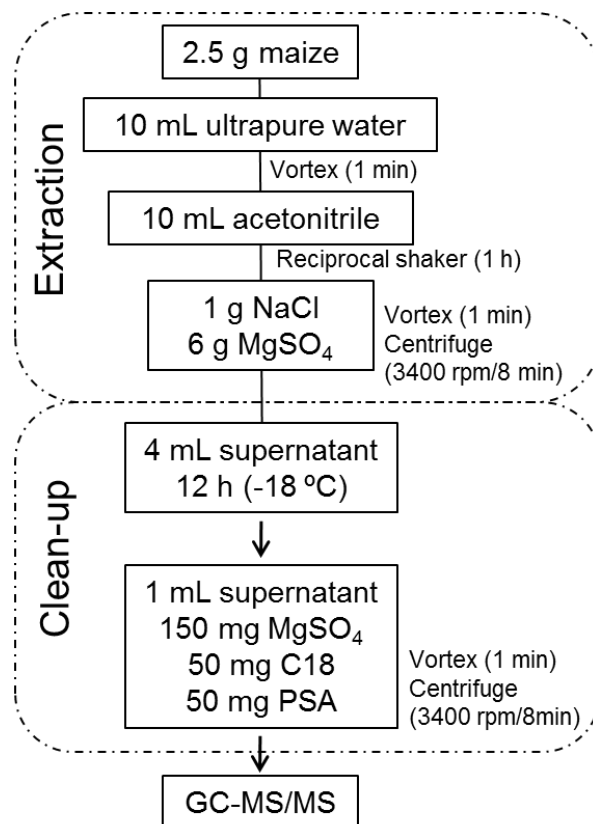 Extraction
2.5 g maize
10 mL ultrapure water
Vortex (1 min)
10 mL acetonitrile
Reciprocal shaker (1 h)
1 g NaCl
6 g MgSO₄
Vortex (1 min)
Centrifuge
(3400 rpm/8 min)
Clean-up
4 mL supernatant
12 h (-18 ºC)
1 mL supernatant
150 mg MgSO₄
50 mg C18
50 mg PSA
Vortex (1 min)
Centrifuge
(3400 rpm/8min)
GC-MS/MS